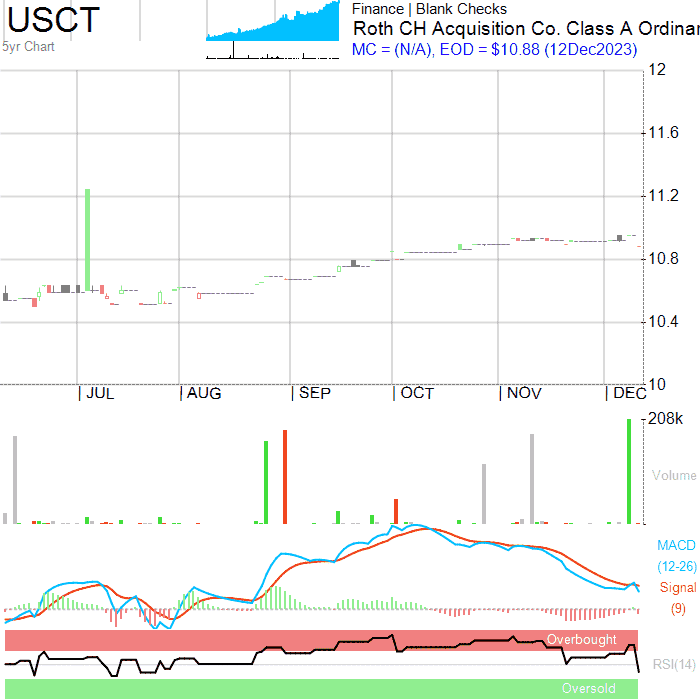 USCT
5yr Chart
Finance | Blank Checks
Roth CH Acquisition Co. Class A Ordinar
MC = (N/A), EOD = $10.88 (12Dec2023)
12
11.6
11.2
10.8
10.4
10
JUL
AUG
SEP
OCT
NOV
DEC
208k
Volume
MACD
(12-26)
Signal
(9)
Overbought
RSI(14)
Oversold